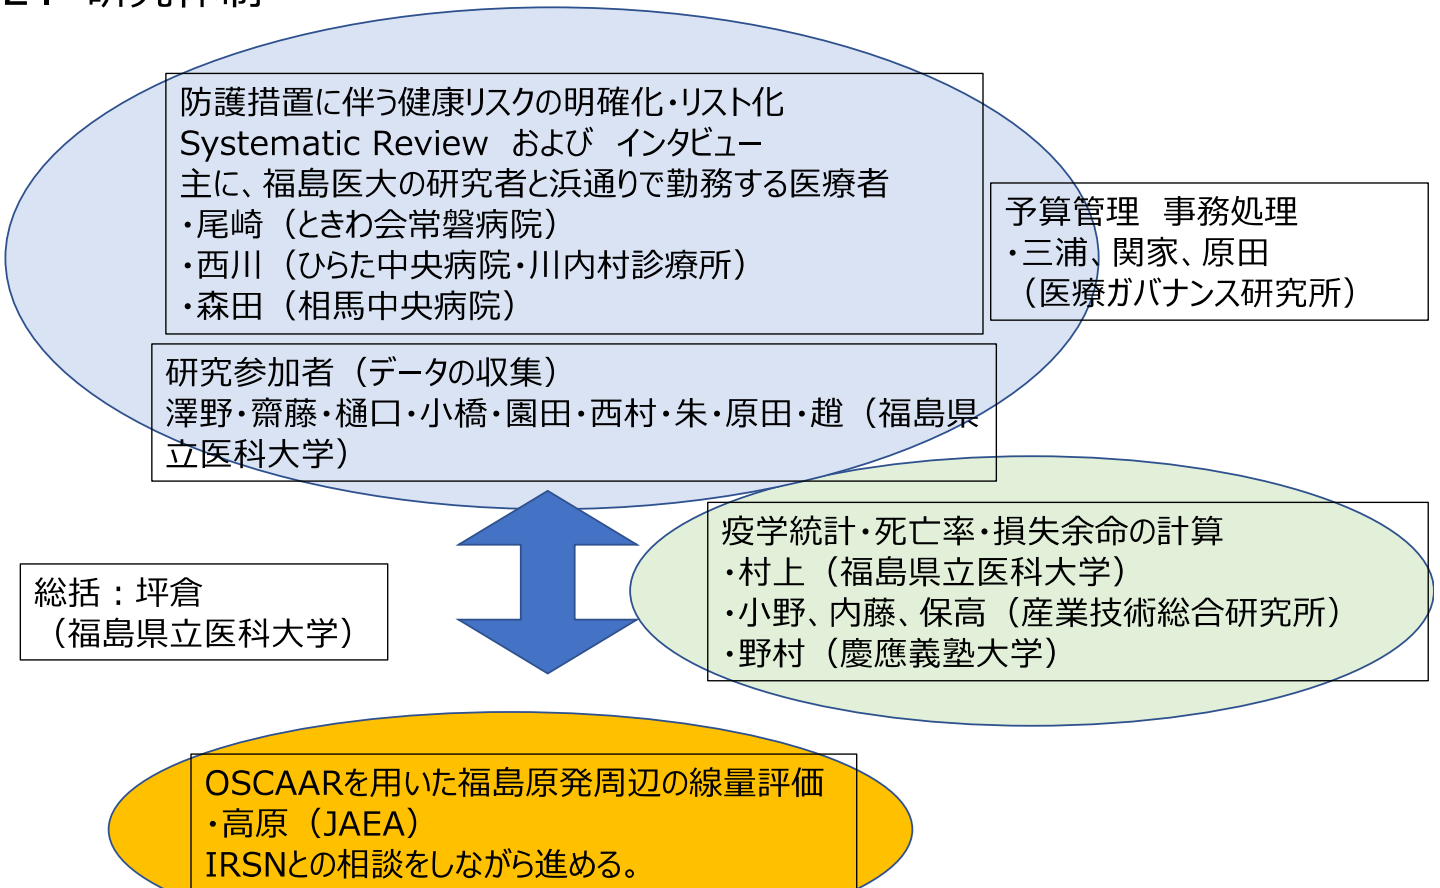 防護措置に伴う健康リスクの明確化・リスト化
Systematic Review および インタビュー
主に、福島医大の研究者と浜通りで勤務する医療者
・尾崎（ときわ会常磐病院）
・西川（ひらた中央病院・川内村診療所）
・森田（相馬中央病院）
予算管理 事務処理
・三浦、関家、原田
（医療ガバナンス研究所）
研究参加者（データの収集）
澤野・齋藤・樋口・小橋・園田・西村・朱・原田・趙（福島県
立医科大学）
疫学統計・死亡率・損失余命の計算
・村上（福島県立医科大学）
・小野、内藤、保高（産業技術総合研究所）
・野村（慶應義塾大学）
総括：坪倉
（福島県立医科大学）
OSCAARを用いた福島原発周辺の線量評価
・高原（JAEA）
IRSNとの相談をしながら進める。